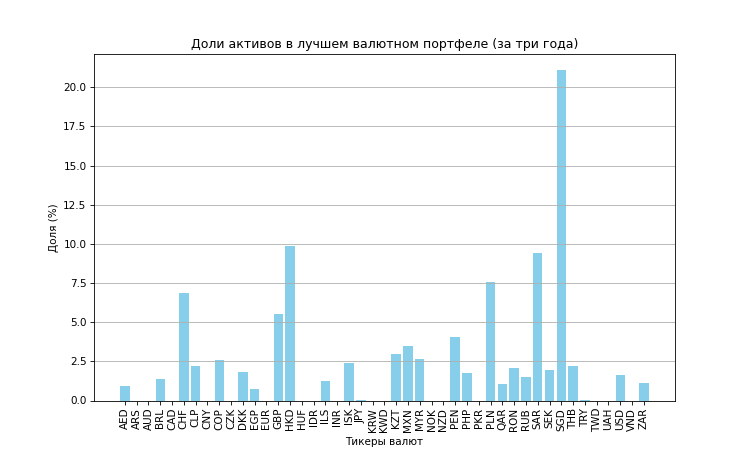 Доли активов в лучшем валютном портфеле (за три года)
Доля (%)
20.0
17.5
15.0
12.5
10.0
7.5
5.0
2.5
0.0
AED ARS AUD BRL CAD CHF CLP CNY COP CZK DKK EGP EUR GBP HKD HUF IDR ILS INR ISK JPY KRW KWD KZT MXN MYR NOK NZD PEN PHP PKR PLN QAR RON RUB SAR SEK SGD THB TRY TWD UAH USD VND ZAR
Тикеры валют